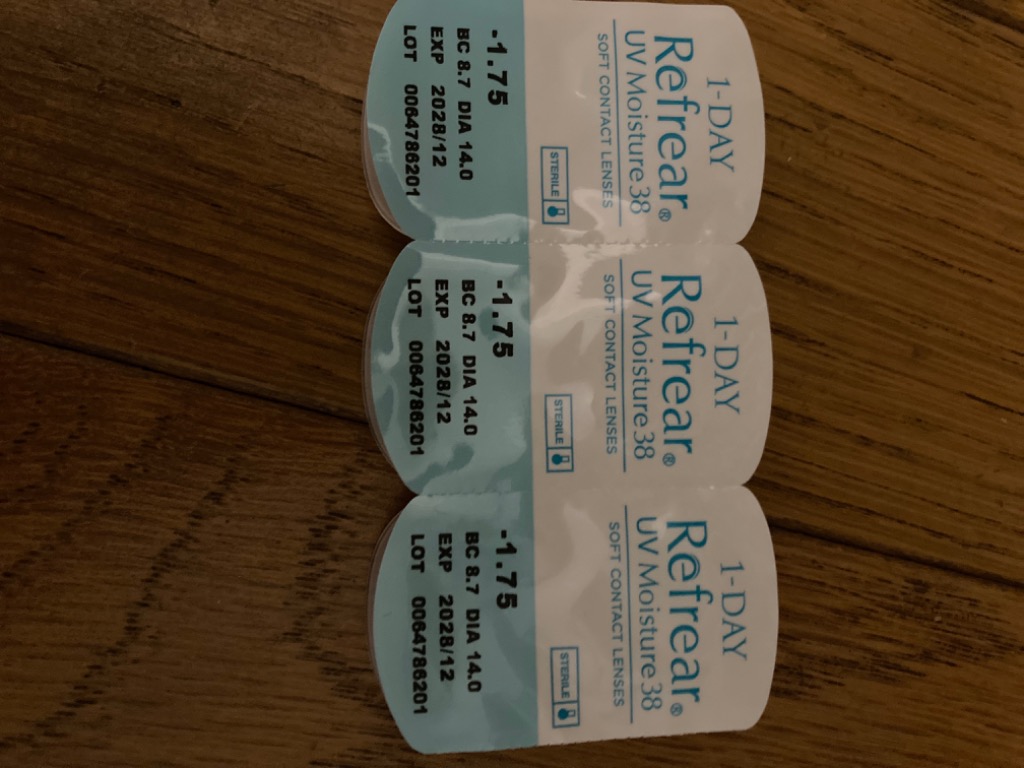 1-DAY
Refrear®
UV Moisture 38
SOFT CONTACT LENSES
STERILE
-1.75
BC 8.7 DIA 14.0
EXP 2028/12
LOT 0064786201
1-DAY
Refrear®
UV Moisture 38
SOFT CONTACT LENSES
STERILE
-1.75
BC 8.7 DIA 14.0
EXP 2028/12
LOT 0064786201
1-DAY
Refrear®
UV Moisture 38
SOFT CONTACT LENSES
STERILE
-1.75
BC 8.7 DIA 14.0
EXP 2028/12
LOT 0064786201